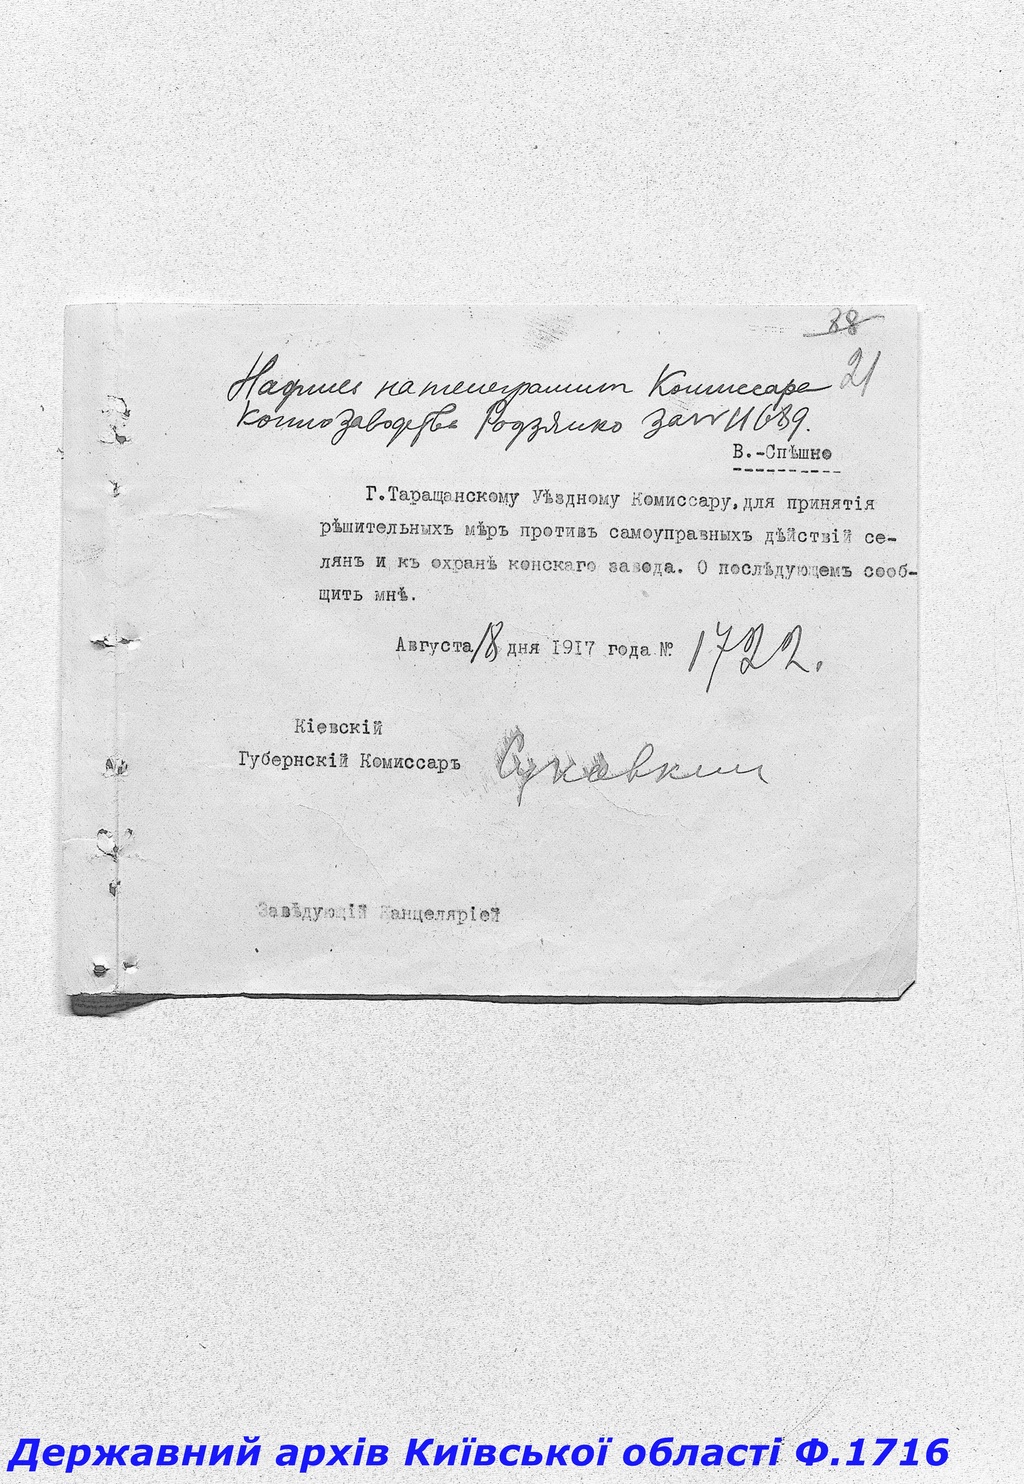 38
21
Надпись на телеграмме Комиссара
Коннозаводства Родзянко за № 11689.
В.-Спѣшно
Г.Таращанскому Уѣздному Комиссару, для принятія
рѣшительныхъ мѣръ противъ самоуправныхъ дѣйствій се-
лянъ и къ охранѣ конскаго завода. О послѣдующемъ сооб-
щить мнѣ.
Августа 18 дня 1917 года № 1722.
Кіевскій
Губернскій Комиссаръ Суковкин
Завѣдующій Канцеляріей
Державний архів Київської області Ф.1716